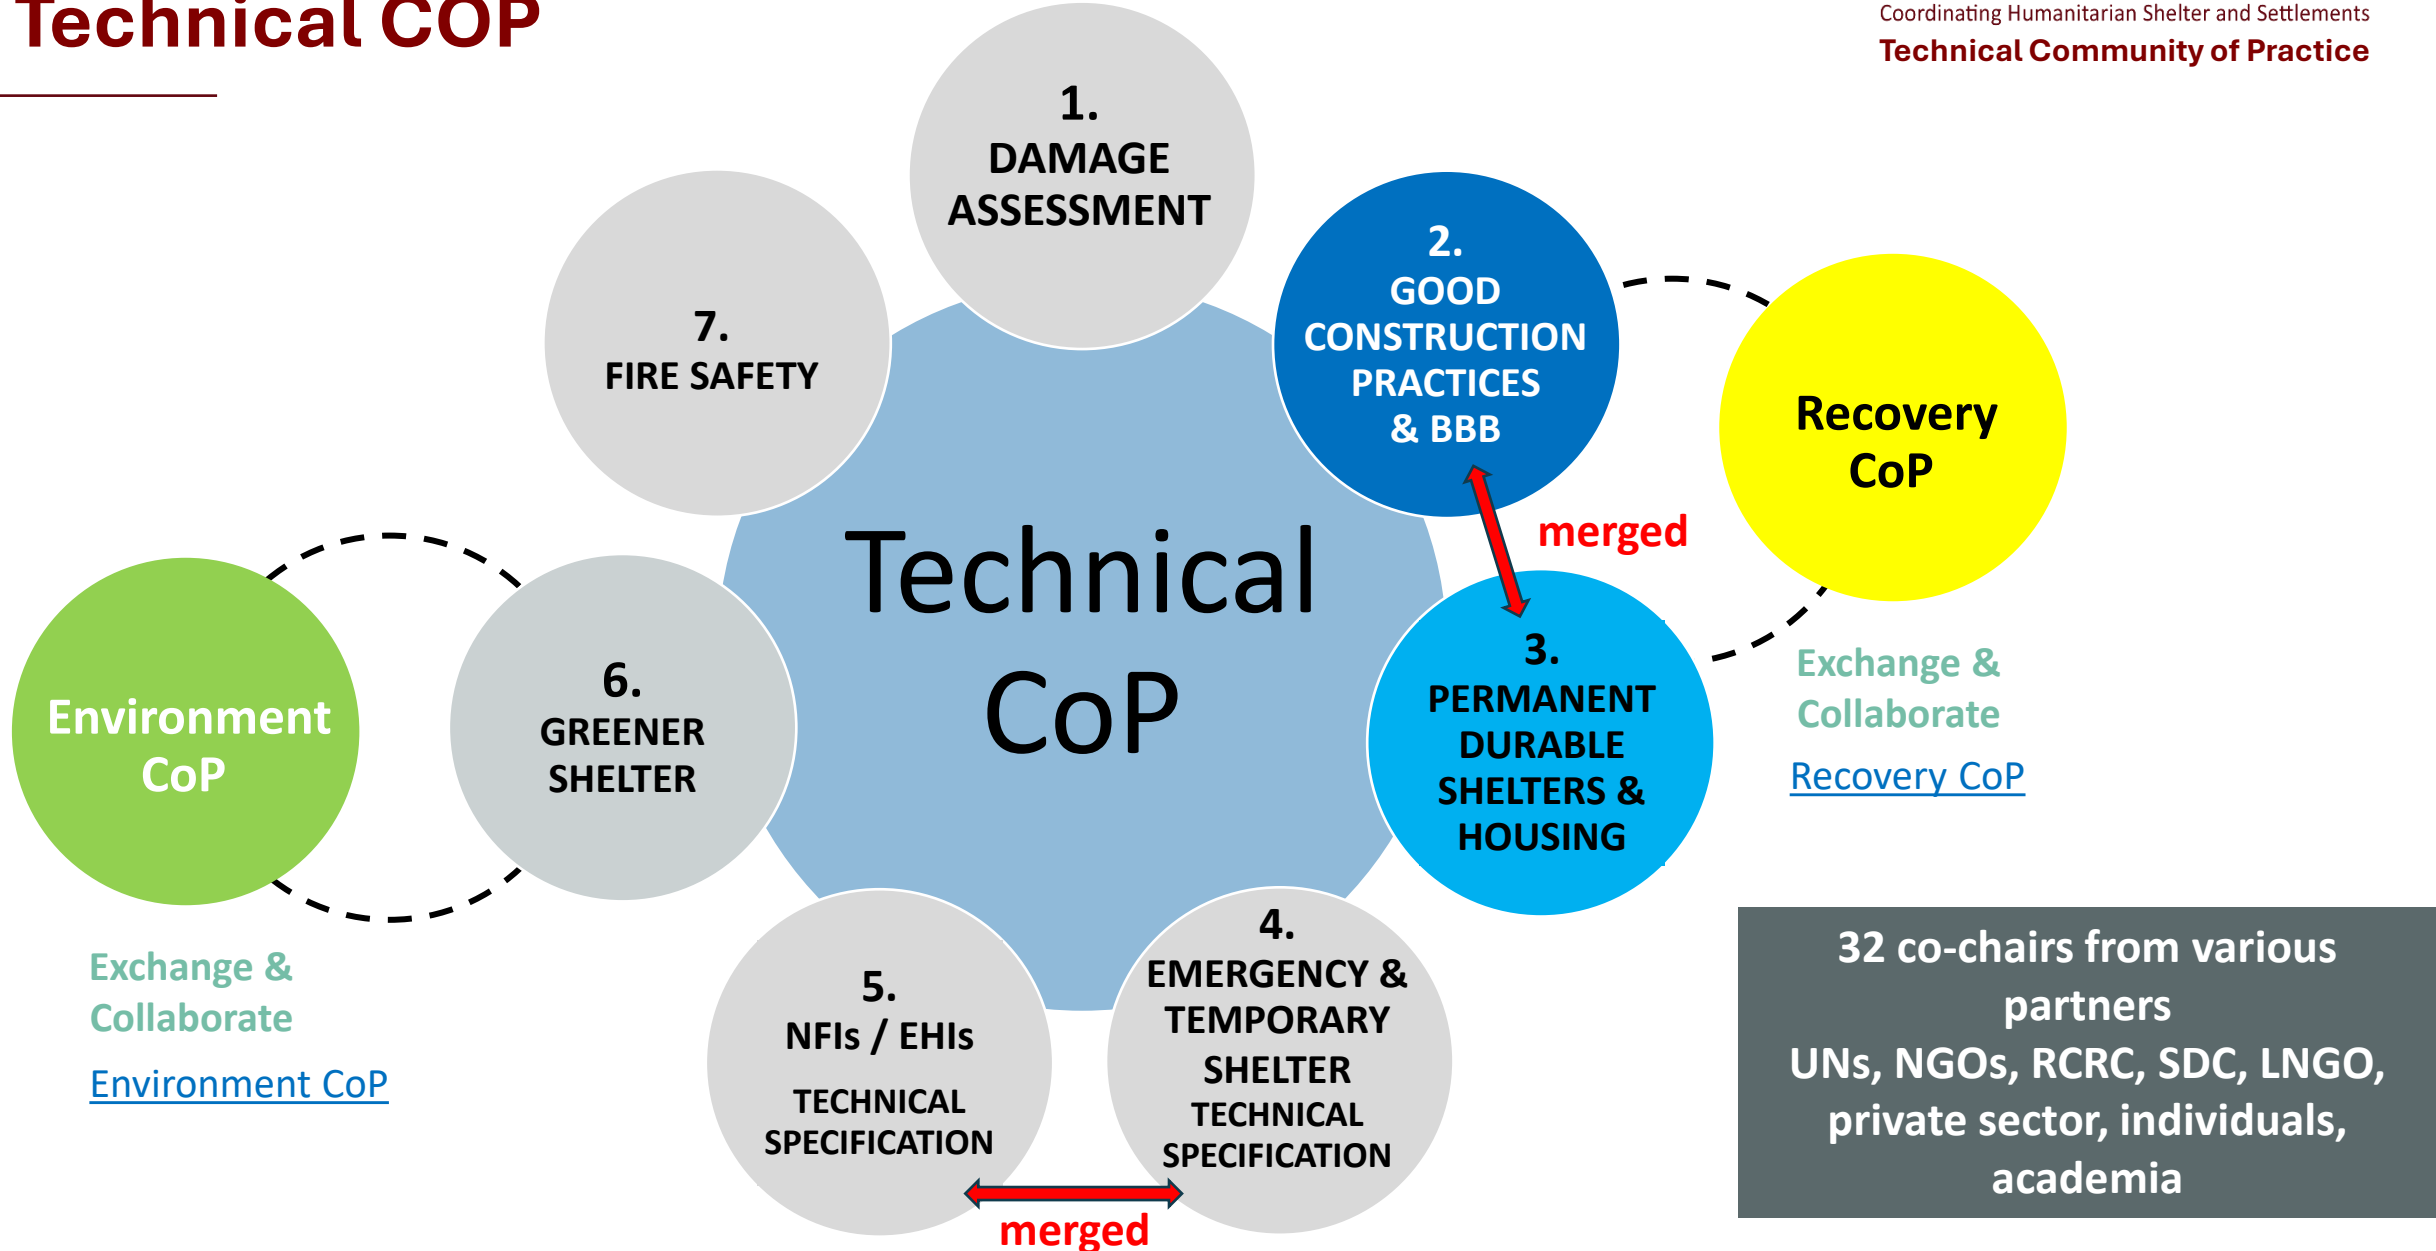 Technical COP
Coordinating Humanitarian Shelter and Settlements
Technical Community of Practice
1.
DAMAGE
ASSESSMENT
2.
GOOD
CONSTRUCTION
PRACTICES
& BBB
7.
FIRE SAFETY
Recovery
CoP
Technical
CoP
merged
3.
PERMANENT
DURABLE
SHELTERS &
HOUSING
Exchange &
Collaborate
Recovery CoP
6.
GREENER
SHELTER
Environment
CoP
Exchange &
Collaborate
Environment CoP
5.
NFIs / EHIs
TECHNICAL
SPECIFICATION
4.
EMERGENCY &
TEMPORARY
SHELTER
TECHNICAL
SPECIFICATION
merged
32 co-chairs from various
partners
UNs, NGOs, RCRC, SDC, LNGO,
private sector, individuals,
academia